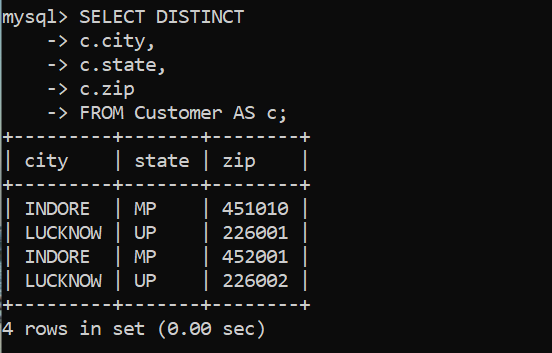 mysql> SELECT DISTINCT
    -> c.city,
    -> c.state,
    -> c.zip
    -> FROM Customer AS c;
+---------+-------+--------+
| city    | state | zip    |
+---------+-------+--------+
| INDORE  | MP    | 451010 |
| LUCKNOW | UP    | 226001 |
| INDORE  | MP    | 452001 |
| LUCKNOW | UP    | 226002 |
+---------+-------+--------+
4 rows in set (0.00 sec)